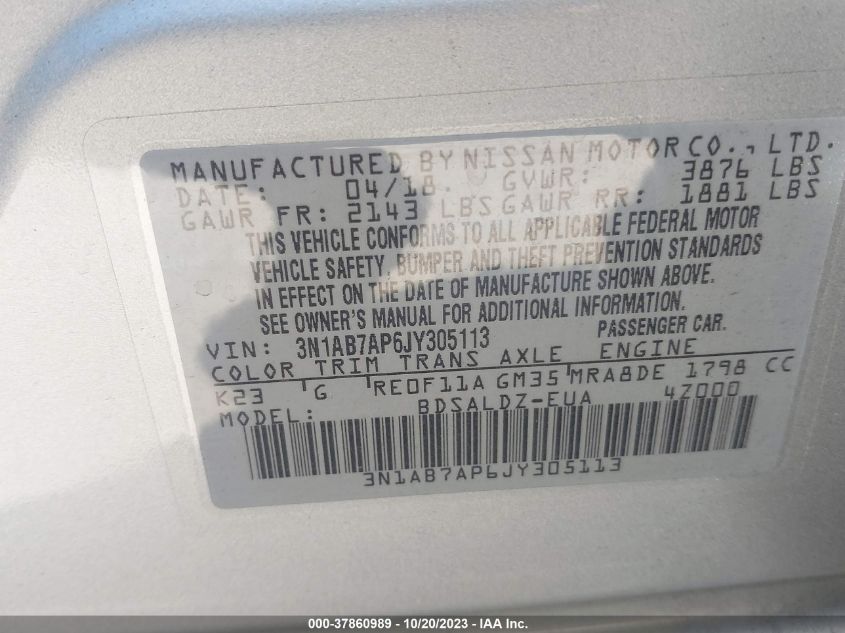 MANUFACTURED BY NISSAN MOTOR CO., LTD.
DATE: 04/18 GVWR: 3876 LBS
GAWR FR: 2143 LBS GAWR RR: 1881 LBS
THIS VEHICLE CONFORMS TO ALL APPLICABLE FEDERAL MOTOR
VEHICLE SAFETY, BUMPER AND THEFT PREVENTION STANDARDS
IN EFFECT ON THE DATE OF MANUFACTURE SHOWN ABOVE.
SEE OWNER'S MANUAL FOR ADDITIONAL INFORMATION.
VIN: 3N1AB7AP6JY305113 PASSENGER CAR.
COLOR TRIM TRANS AXLE ENGINE
K23 G RE0F11A GM35 MRA8DE 1798 CC
MODEL: BDSALDZ-EUA 4Z000
3N1AB7AP6JY305113
000-37860989 - 10/20/2023 - IAA Inc.